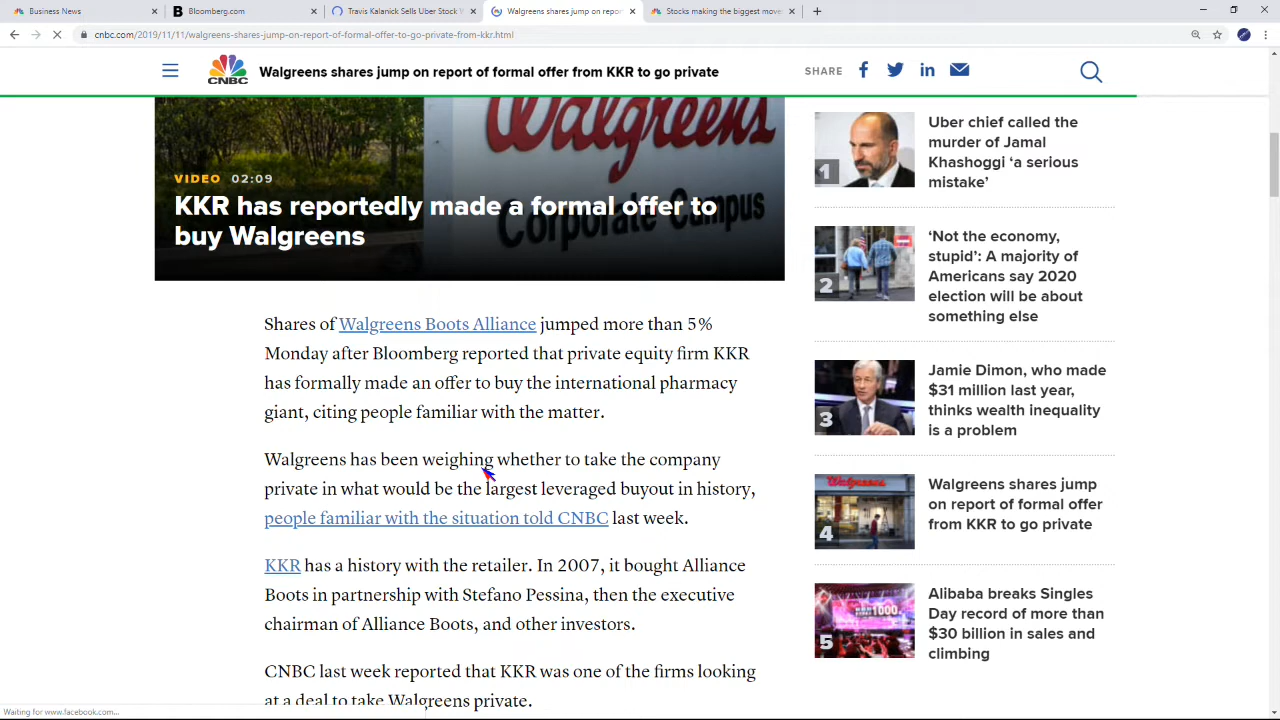 Business News
Bloomberg.com
Travis Kalanick Sells Uber Stock W
Walgreens shares jump on repor
Stocks making the biggest move
cnbc.com/2019/11/11/walgreens-shares-jump-on-report-of-formal-offer-to-go-private-from-kkr.html
CNBC
Walgreens shares jump on report of formal offer from KKR to go private
SHARE
Walgreens
Corporate Campus
VIDEO 02:09
KKR has reportedly made a formal offer to
buy Walgreens
Shares of Walgreens Boots Alliance jumped more than 5%
Monday after Bloomberg reported that private equity firm KKR
has formally made an offer to buy the international pharmacy
giant, citing people familiar with the matter.
Walgreens has been weighing whether to take the company
private in what would be the largest leveraged buyout in history,
people familiar with the situation told CNBC last week.
KKR has a history with the retailer. In 2007, it bought Alliance
Boots in partnership with Stefano Pessina, then the executive
chairman of Alliance Boots, and other investors.
CNBC last week reported that KKR was one of the firms looking
at a deal to take Walgreens private.
1
Uber chief called the
murder of Jamal
Khashoggi ‘a serious
mistake’
2
‘Not the economy,
stupid’: A majority of
Americans say 2020
election will be about
something else
3
Jamie Dimon, who made
$31 million last year,
thinks wealth inequality
is a problem
Walgreens
4
Walgreens shares jump
on report of formal offer
from KKR to go private
5
Alibaba breaks Singles
Day record of more than
$30 billion in sales and
climbing
Waiting for www.facebook.com...